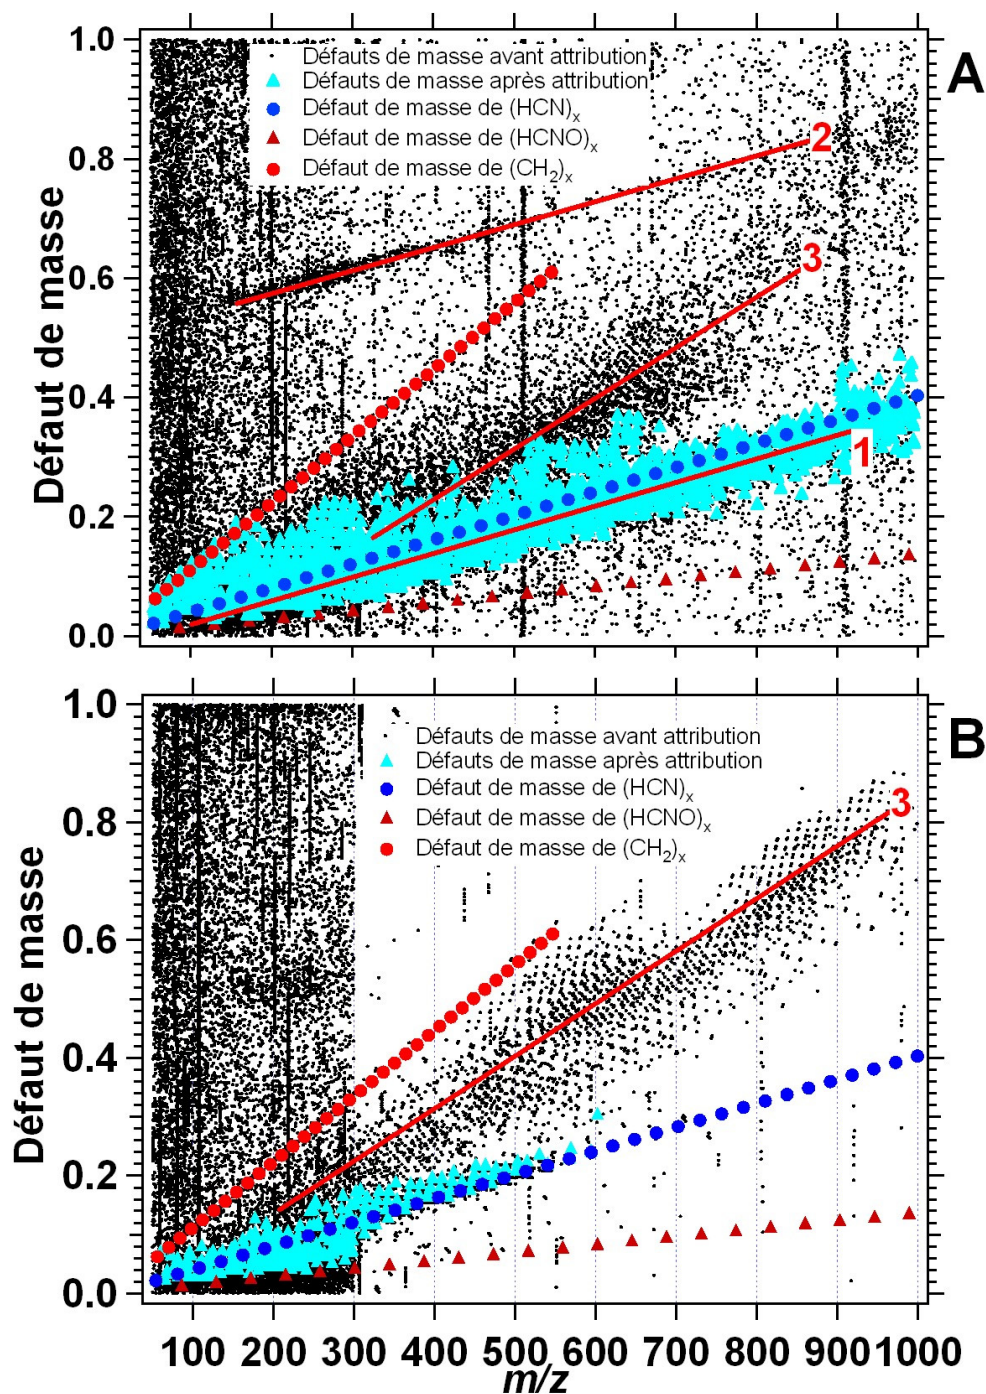 A
1.0
0.8
0.6
0.4
0.2
0.0
Défaut de masse
Défauts de masse avant attribution
Défauts de masse après attribution
Défaut de masse de (HCN)x
Défaut de masse de (HCNO)x
Défaut de masse de (CH2)x
2
3
1
B
1.0
0.8
0.6
0.4
0.2
0.0
Défaut de masse
Défauts de masse avant attribution
Défauts de masse après attribution
Défaut de masse de (HCN)x
Défaut de masse de (HCNO)x
Défaut de masse de (CH2)x
3
100 200 300 400 500 600 700 800 900 1000
m/z